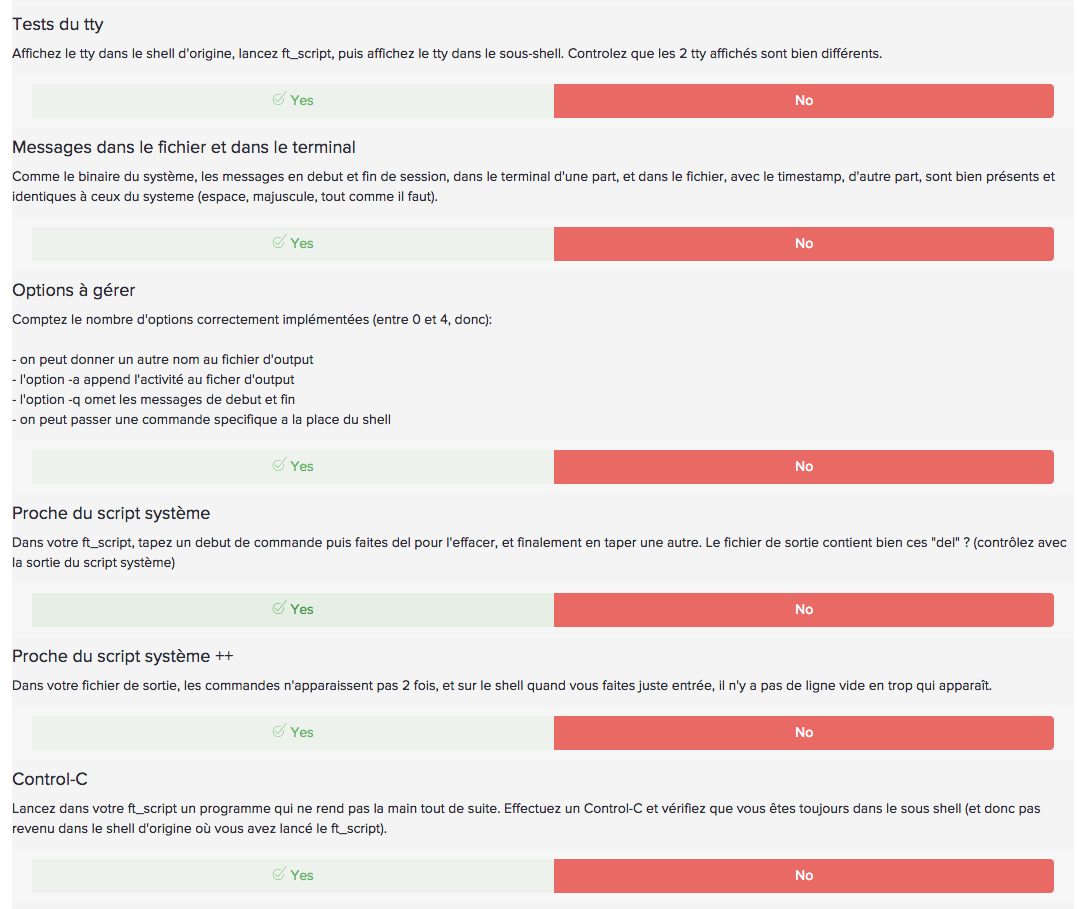 Tests du tty
Affichez le tty dans le shell d'origine, lancez ft_script, puis affichez le tty dans le sous-shell. Controlez que les 2 tty affichés sont bien différents.
Yes No
Messages dans le fichier et dans le terminal
Comme le binaire du système, les messages en debut et fin de session, dans le terminal d'une part, et dans le fichier, avec le timestamp, d'autre part, sont bien présents et
identiques à ceux du systeme (espace, majuscule, tout comme il faut).
Yes No
Options à gérer
Comptez le nombre d'options correctement implémentées (entre 0 et 4, donc):
- on peut donner un autre nom au fichier d'output
- l'option -a append l'activité au ficher d'output
- l'option -q omet les messages de debut et fin
- on peut passer une commande specifique a la place du shell
Yes No
Proche du script système
Dans votre ft_script, tapez un debut de commande puis faites del pour l'effacer, et finalement en taper une autre. Le fichier de sortie contient bien ces "del" ? (contrôlez avec
la sortie du script système)
Yes No
Proche du script système ++
Dans votre fichier de sortie, les commandes n'apparaissent pas 2 fois, et sur le shell quand vous faites juste entrée, il n'y a pas de ligne vide en trop qui apparaît.
Yes No
Control-C
Lancez dans votre ft_script un programme qui ne rend pas la main tout de suite. Effectuez un Control-C et vérifiez que vous êtes toujours dans le sous shell (et donc pas
revenu dans le shell d'origine où vous avez lancé le ft_script).
Yes No